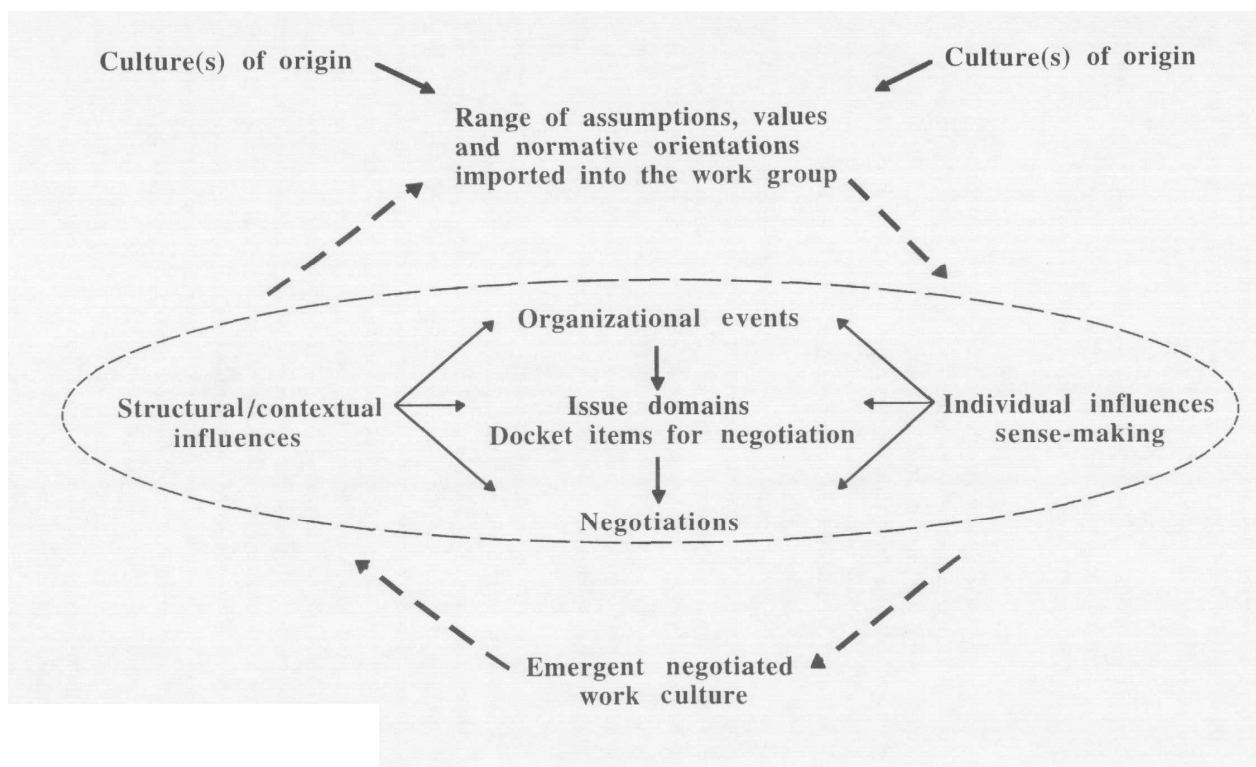 Culture(s) of origin
Culture(s) of origin
Range of assumptions, values
and normative orientations
imported into the work group
Organizational events
Structural/contextual
influences
Issue domains
Docket items for negotiation
Individual influences
sense-making
Negotiations
Emergent negotiated
work culture